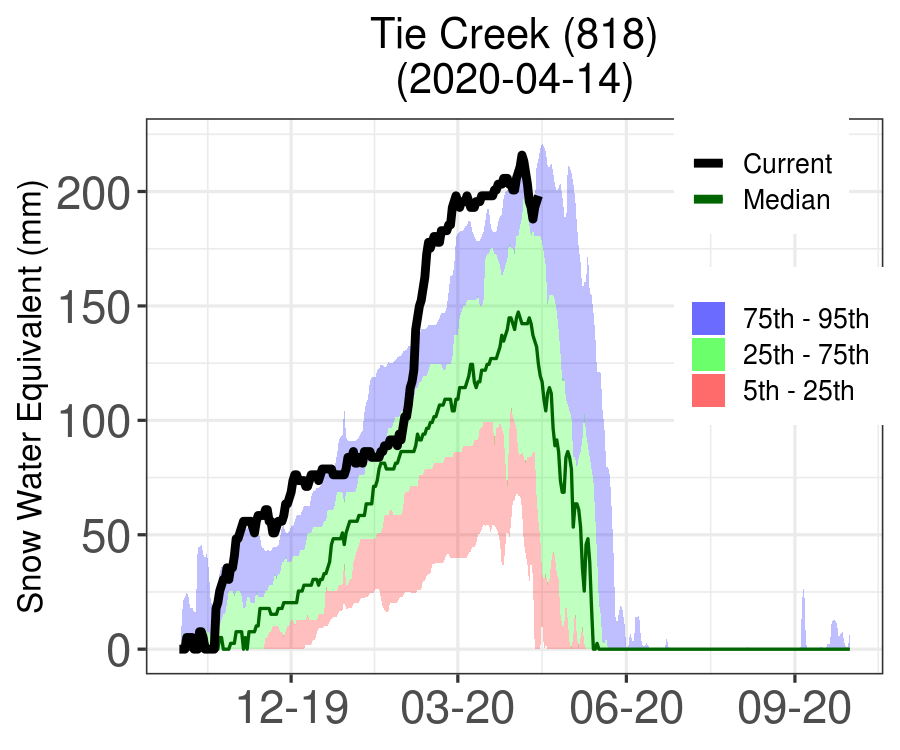 Tie Creek (818)
(2020-04-14)
Snow Water Equivalent (mm)
200
150
100
50
0
12-19
03-20
06-20
09-20
Current
Median
75th - 95th
25th - 75th
5th - 25th